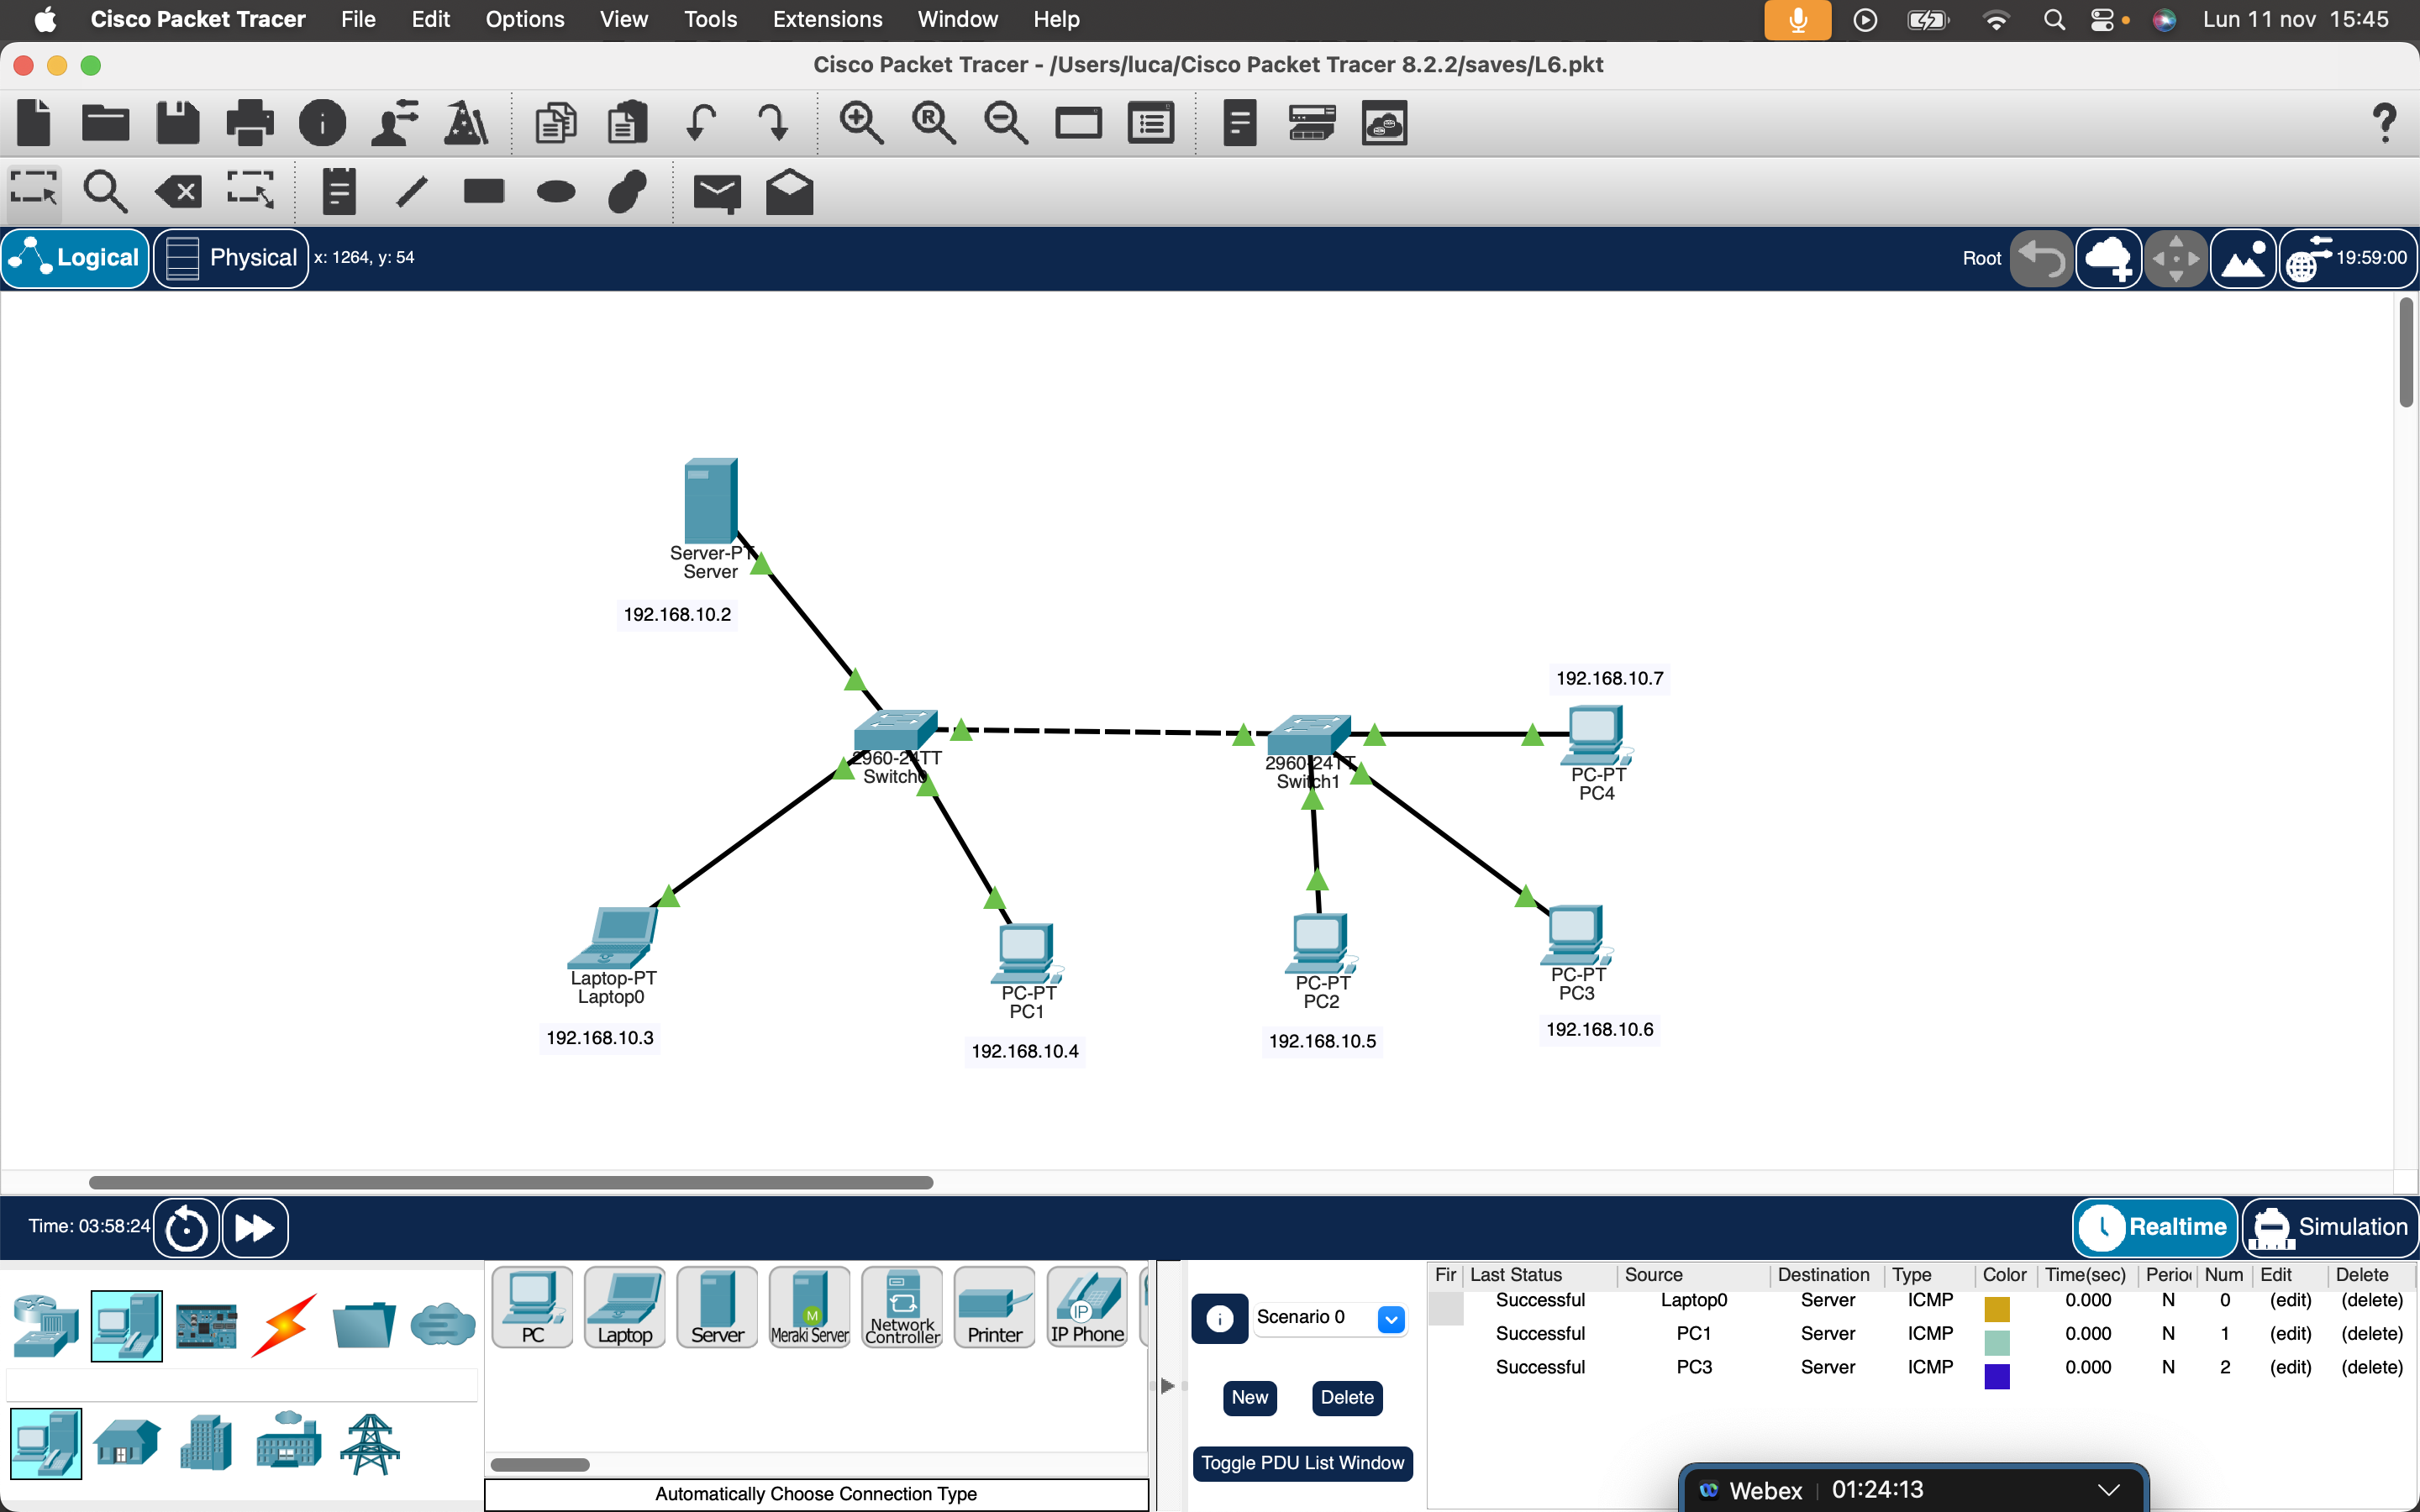 Cisco Packet Tracer File Edit Options View Tools Extensions Window Help Lun 11 nov 15:45
Cisco Packet Tracer - /Users/luca/Cisco Packet Tracer 8.2.2/saves/L6.pkt
Logical Physical x: 1264, y: 54 Root 19:59:00
Server-PT
Server
192.168.10.2
192.168.10.7
2960-24TT
Switch0
2960-24TT
Switch1
PC-PT
PC4
Laptop-PT
Laptop0
192.168.10.3
PC-PT
PC1
192.168.10.4
PC-PT
PC2
192.168.10.5
PC-PT
PC3
192.168.10.6
Time: 03:58:24 Realtime Simulation
PC Laptop Server Meraki Server Network Controller Printer IP Phone
M
IP
Automatically Choose Connection Type
Scenario 0
New Delete
Toggle PDU List Window
Fir Last Status Source Destination Type Color Time(sec) Perio Num Edit Delete
Successful Laptop0 Server ICMP 0.000 N 0 (edit) (delete)
Successful PC1 Server ICMP 0.000 N 1 (edit) (delete)
Successful PC3 Server ICMP 0.000 N 2 (edit) (delete)
Webex 01:24:13